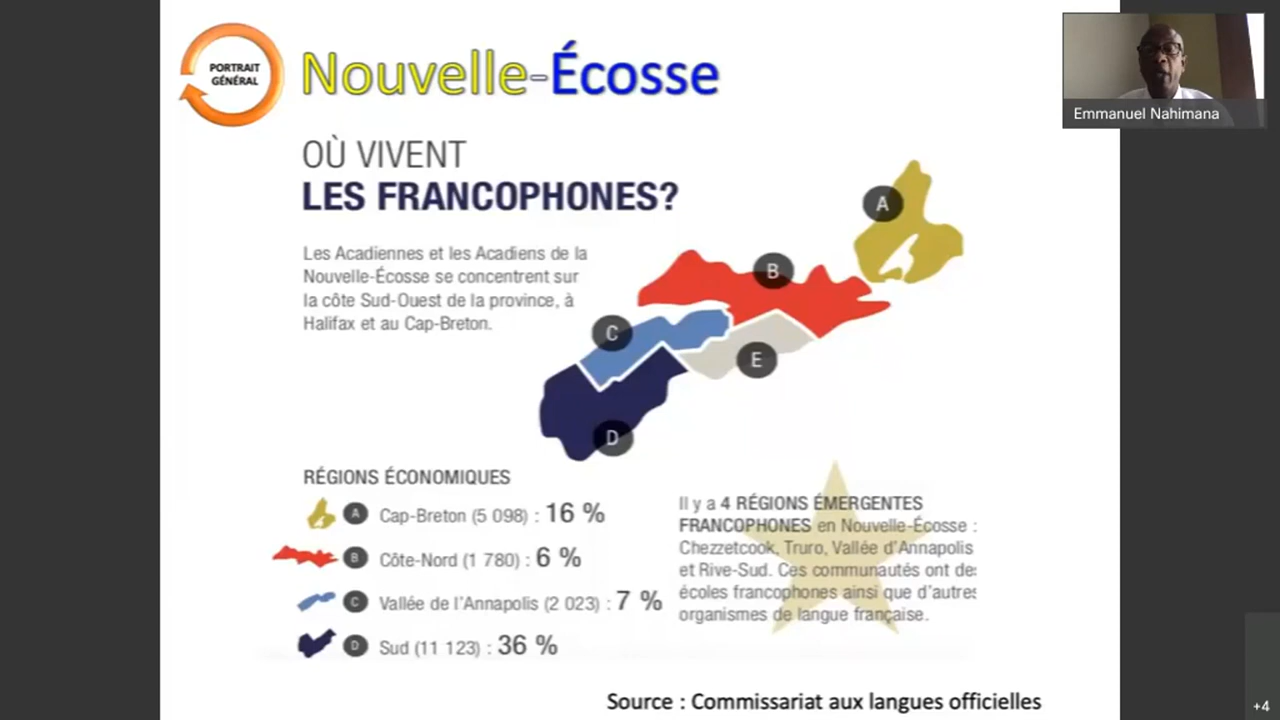 PORTRAIT
GÉNÉRAL
Nouvelle-Écosse
Emmanuel Nahimana
OÙ VIVENT
LES FRANCOPHONES?
Les Acadiennes et les Acadiens de la
Nouvelle-Écosse se concentrent sur
la côte Sud-Ouest de la province, à
Halifax et au Cap-Breton.
A
B
C
E
D
RÉGIONS ÉCONOMIQUES
A Cap-Breton (5 098) : 16 %
B Côte-Nord (1 780) : 6 %
C Vallée de l'Annapolis (2 023) : 7 %
D Sud (11 123) : 36 %
Il y a 4 RÉGIONS ÉMERGENTES
FRANCOPHONES en Nouvelle-Écosse :
Chezzetcook, Truro, Vallée d'Annapolis
et Rive-Sud. Ces communautés ont des
écoles francophones ainsi que d'autres
organismes de langue française.
Source : Commissariat aux langues officielles
+4